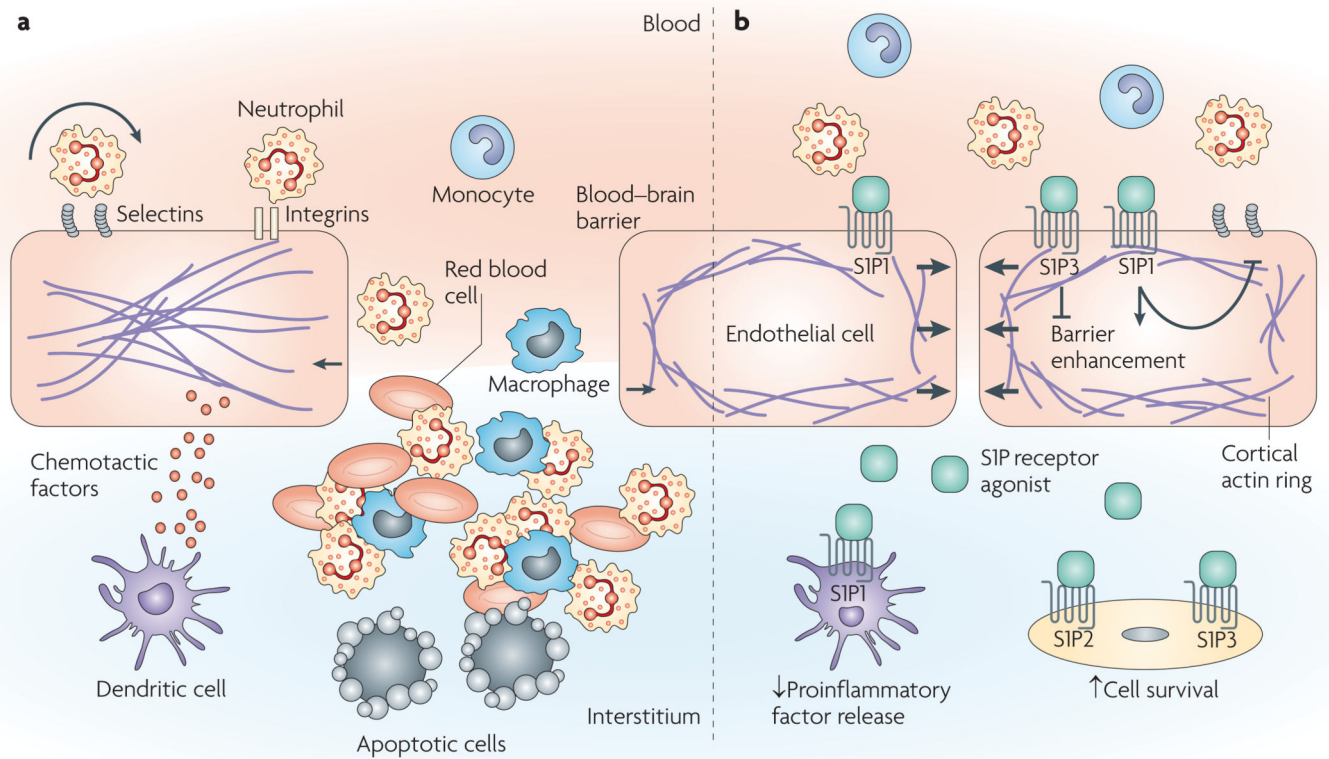 a
Blood
b
Neutrophil
Monocyte
Selectins
Integrins
Blood–brain
barrier
S1P1
S1P3
S1P1
Red blood
cell
Endothelial cell
Barrier
enhancement
Macrophage
Chemotactic
factors
S1P receptor
agonist
Cortical
actin ring
S1P1
S1P2
S1P3
Dendritic cell
↓Proinflammatory
factor release
↑Cell survival
Interstitium
Apoptotic cells